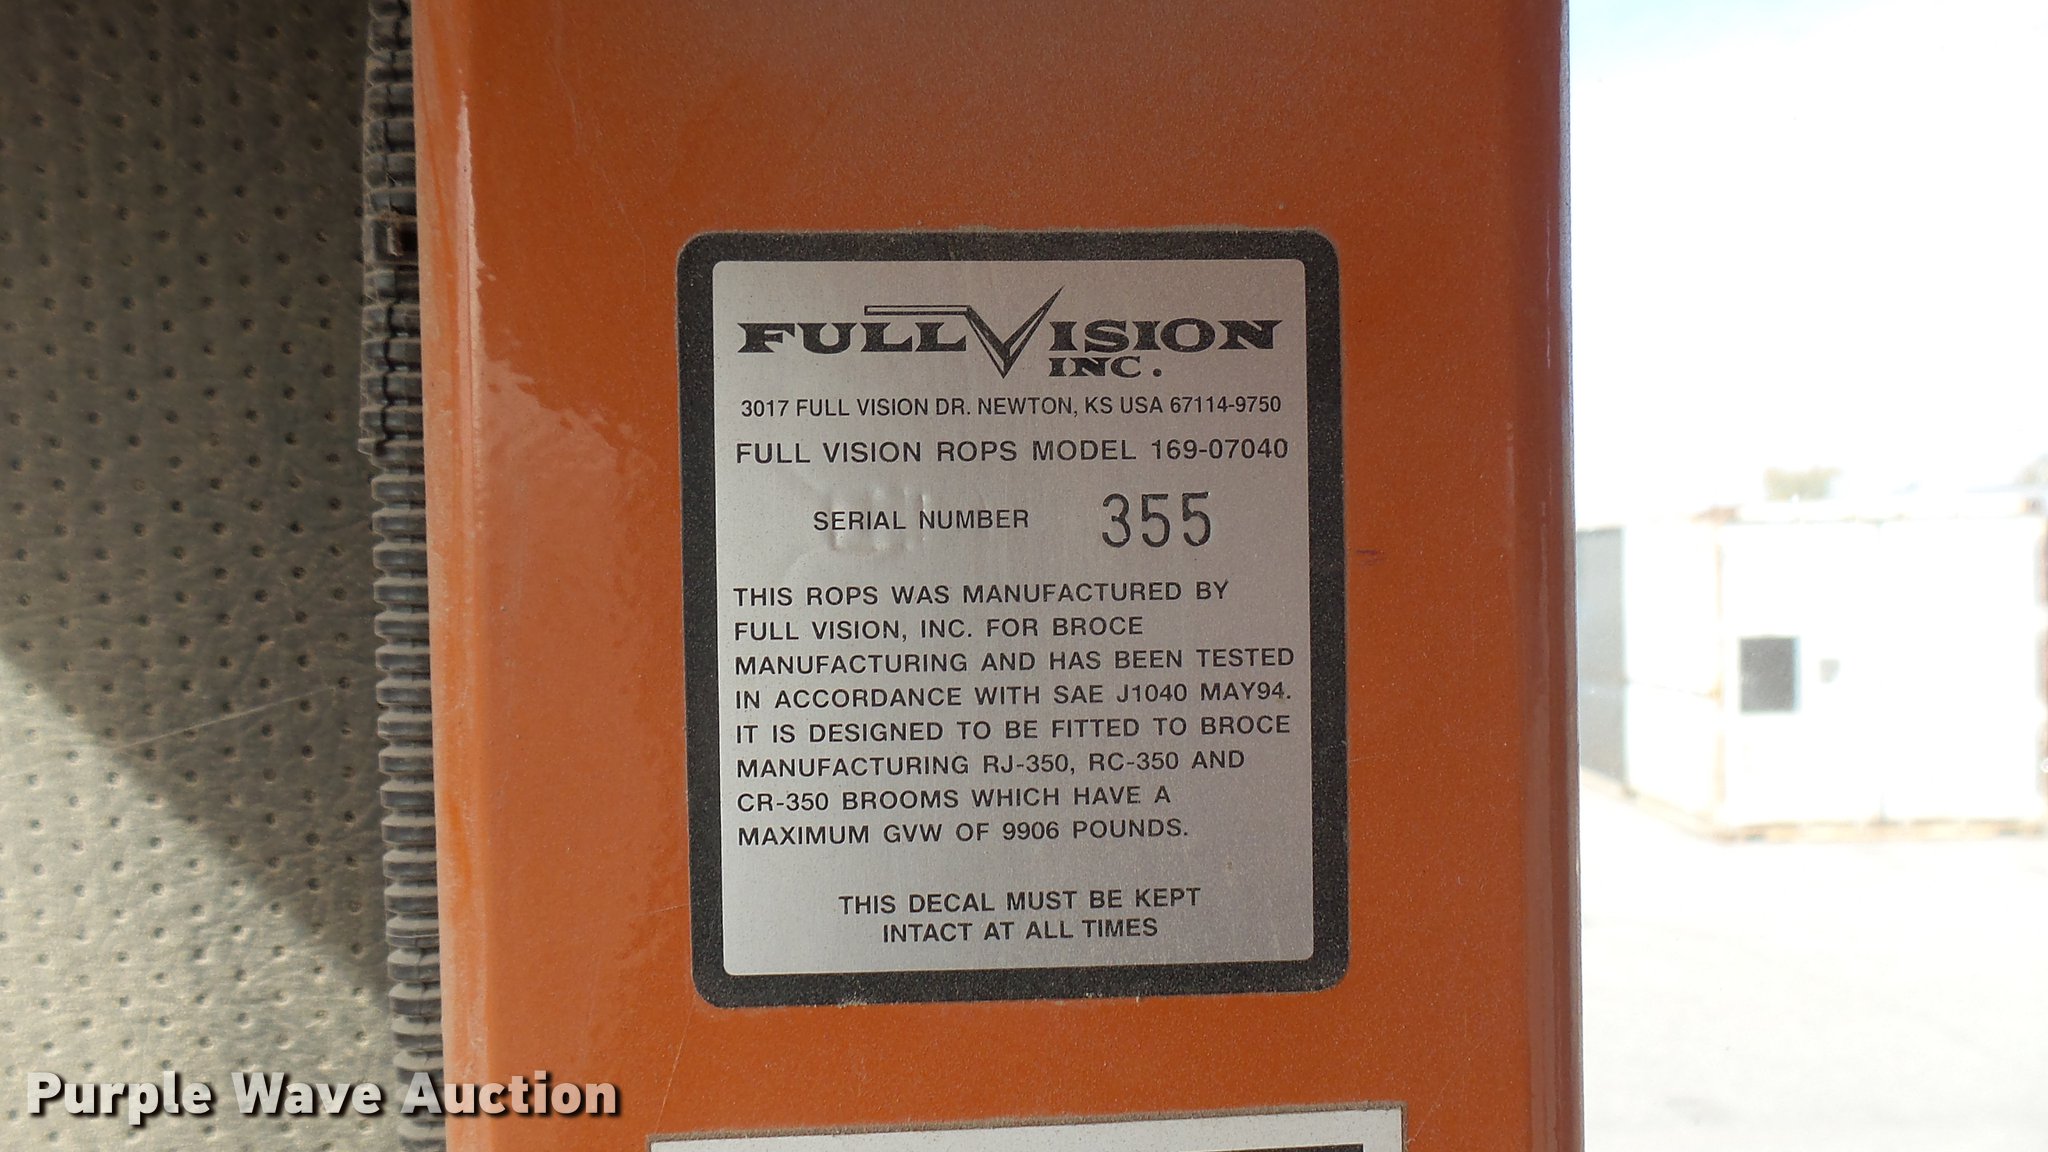 FULL VISION
INC.
3017 FULL VISION DR. NEWTON, KS USA 67114-9750
FULL VISION ROPS MODEL 169-07040
SERIAL NUMBER 355
THIS ROPS WAS MANUFACTURED BY
FULL VISION, INC. FOR BROCE
MANUFACTURING AND HAS BEEN TESTED
IN ACCORDANCE WITH SAE J1040 MAY94.
IT IS DESIGNED TO BE FITTED TO BROCE
MANUFACTURING RJ-350, RC-350 AND
CR-350 BROOMS WHICH HAVE A
MAXIMUM GVW OF 9906 POUNDS.
THIS DECAL MUST BE KEPT
INTACT AT ALL TIMES
Purple Wave Auction